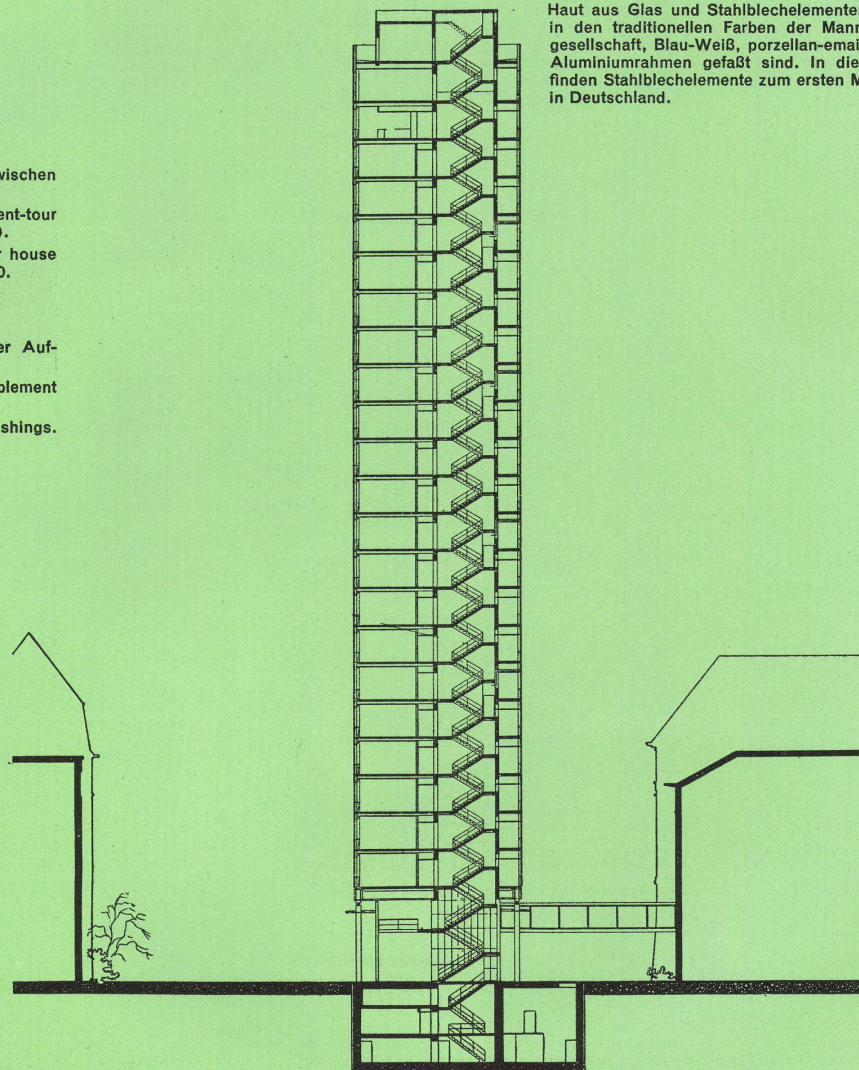 Haut aus Glas und Stahlblechelemente
in den traditionellen Farben der Mann
gesellschaft, Blau-Weiß, porzellan-emai
Aluminiumrahmen gefaßt sind. In die
finden Stahlblechelemente zum ersten M
in Deutschland.
wischen
ent-tour
).
r house
0.
er Auf-
plement
shings.